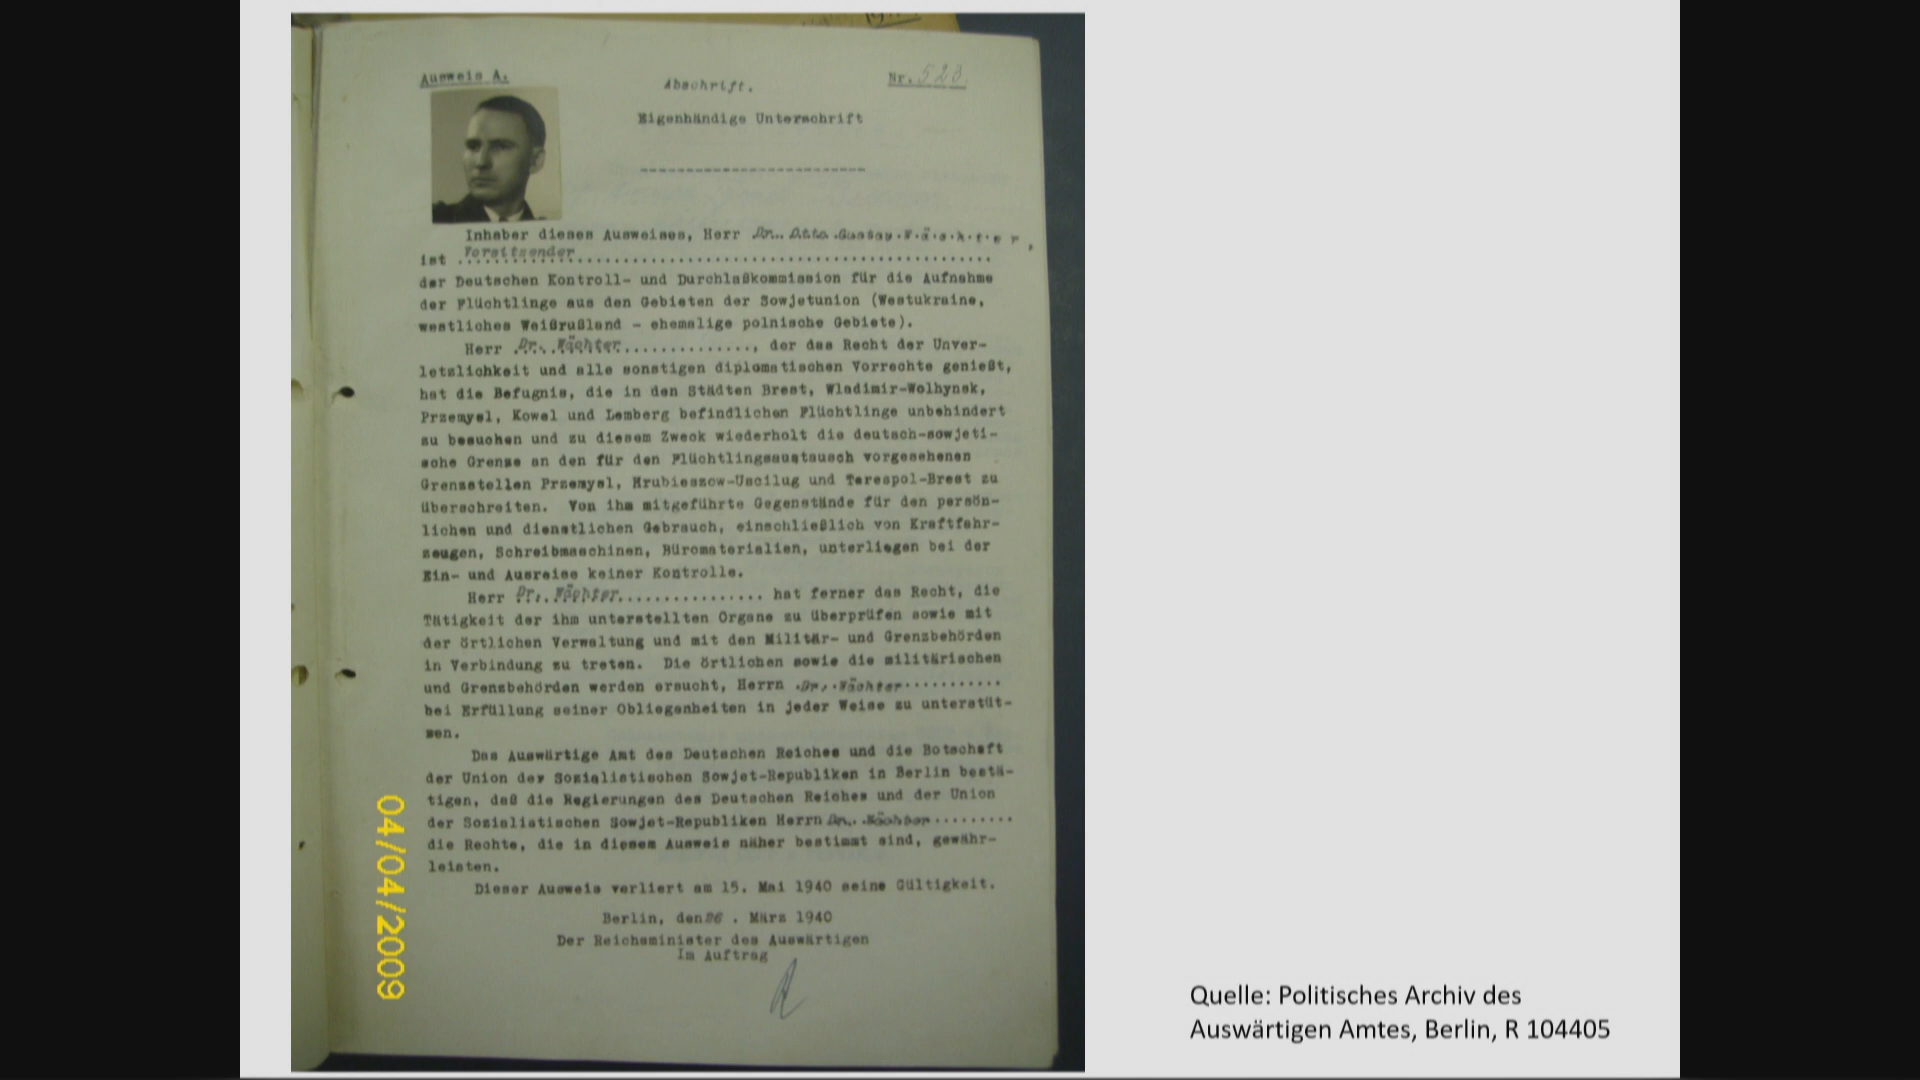 Ausweis A.
Abschrift.
Nr. 523.
Eigenhändige Unterschrift
------------------------
Inhaber dieses Ausweises, Herr Dr... Otto Gustav W ä c h t e r ,
ist Vorsitzender
der Deutschen Kontroll- und Durchlaßkommission für die Aufnahme
der Flüchtlinge aus den Gebieten der Sowjetunion (Westukraine,
westliches Weißrußland - ehemalige polnische Gebiete).
Herr Dr. Wächter..............., der das Recht der Unver-
letzlichkeit und alle sonstigen diplomatischen Vorrechte genießt,
hat die Befugnis, die in den Städten Brest, Wladimir-Wolhynsk,
Przemysl, Kowel und Lemberg befindlichen Flüchtlinge unbehindert
zu besuchen und zu diesem Zweck wiederholt die deutsch-sowjeti-
sche Grenze an den für den Flüchtlingsaustausch vorgesehenen
Grenzstellen Przemysl, Hrubieszow-Uscilug und Terespol-Brest zu
überschreiten. Von ihm mitgeführte Gegenstände für den persön-
lichen und dienstlichen Gebrauch, einschließlich von Kraftfahr-
zeugen, Schreibmaschinen, Büromaterialien, unterliegen bei der
Ein- und Ausreise keiner Kontrolle.
Herr Dr. Wächter................ hat ferner das Recht, die
Tätigkeit der ihm unterstellten Organe zu überprüfen sowie mit
der örtlichen Verwaltung und mit den Militär- und Grenzbehörden
in Verbindung zu treten. Die örtlichen sowie die militärischen
und Grenzbehörden werden ersucht, Herrn Dr. Wächter...........
bei Erfüllung seiner Obliegenheiten in jeder Weise zu unterstüt-
zen.
Das Auswärtige Amt des Deutschen Reiches und die Botschaft
der Union der Sozialistischen Sowjet-Republiken in Berlin bestä-
tigen, daß die Regierungen des Deutschen Reiches und der Union
der Sozialistischen Sowjet-Republiken Herrn Dr. Wächter.........
die Rechte, die in diesem Ausweis näher bestimmt sind, gewähr-
leisten.
Dieser Ausweis verliert am 15. Mai 1940 seine Gültigkeit.
Berlin, den 26 . März 1940
Der Reichsminister des Auswärtigen
Im Auftrag
04/04/2009
Quelle: Politisches Archiv des
Auswärtigen Amtes, Berlin, R 104405